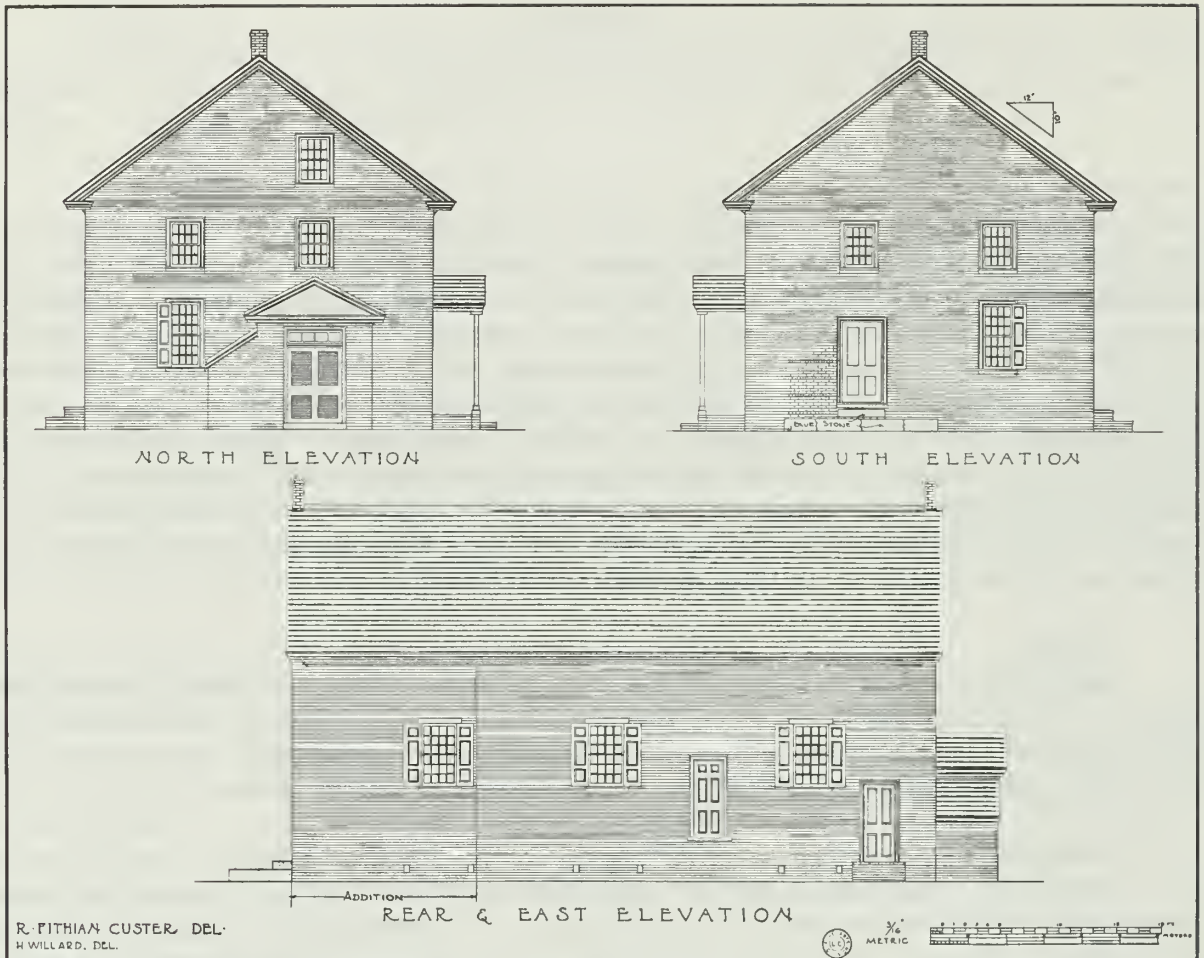 12"
10"
NORTH ELEVATION
SOUTH ELEVATION
BLUE STONE
ADDITION
REAR & EAST ELEVATION
R·FITHIAN CUSTER DEL·
H WILLARD, DEL.
3/16"
METRIC
METERS